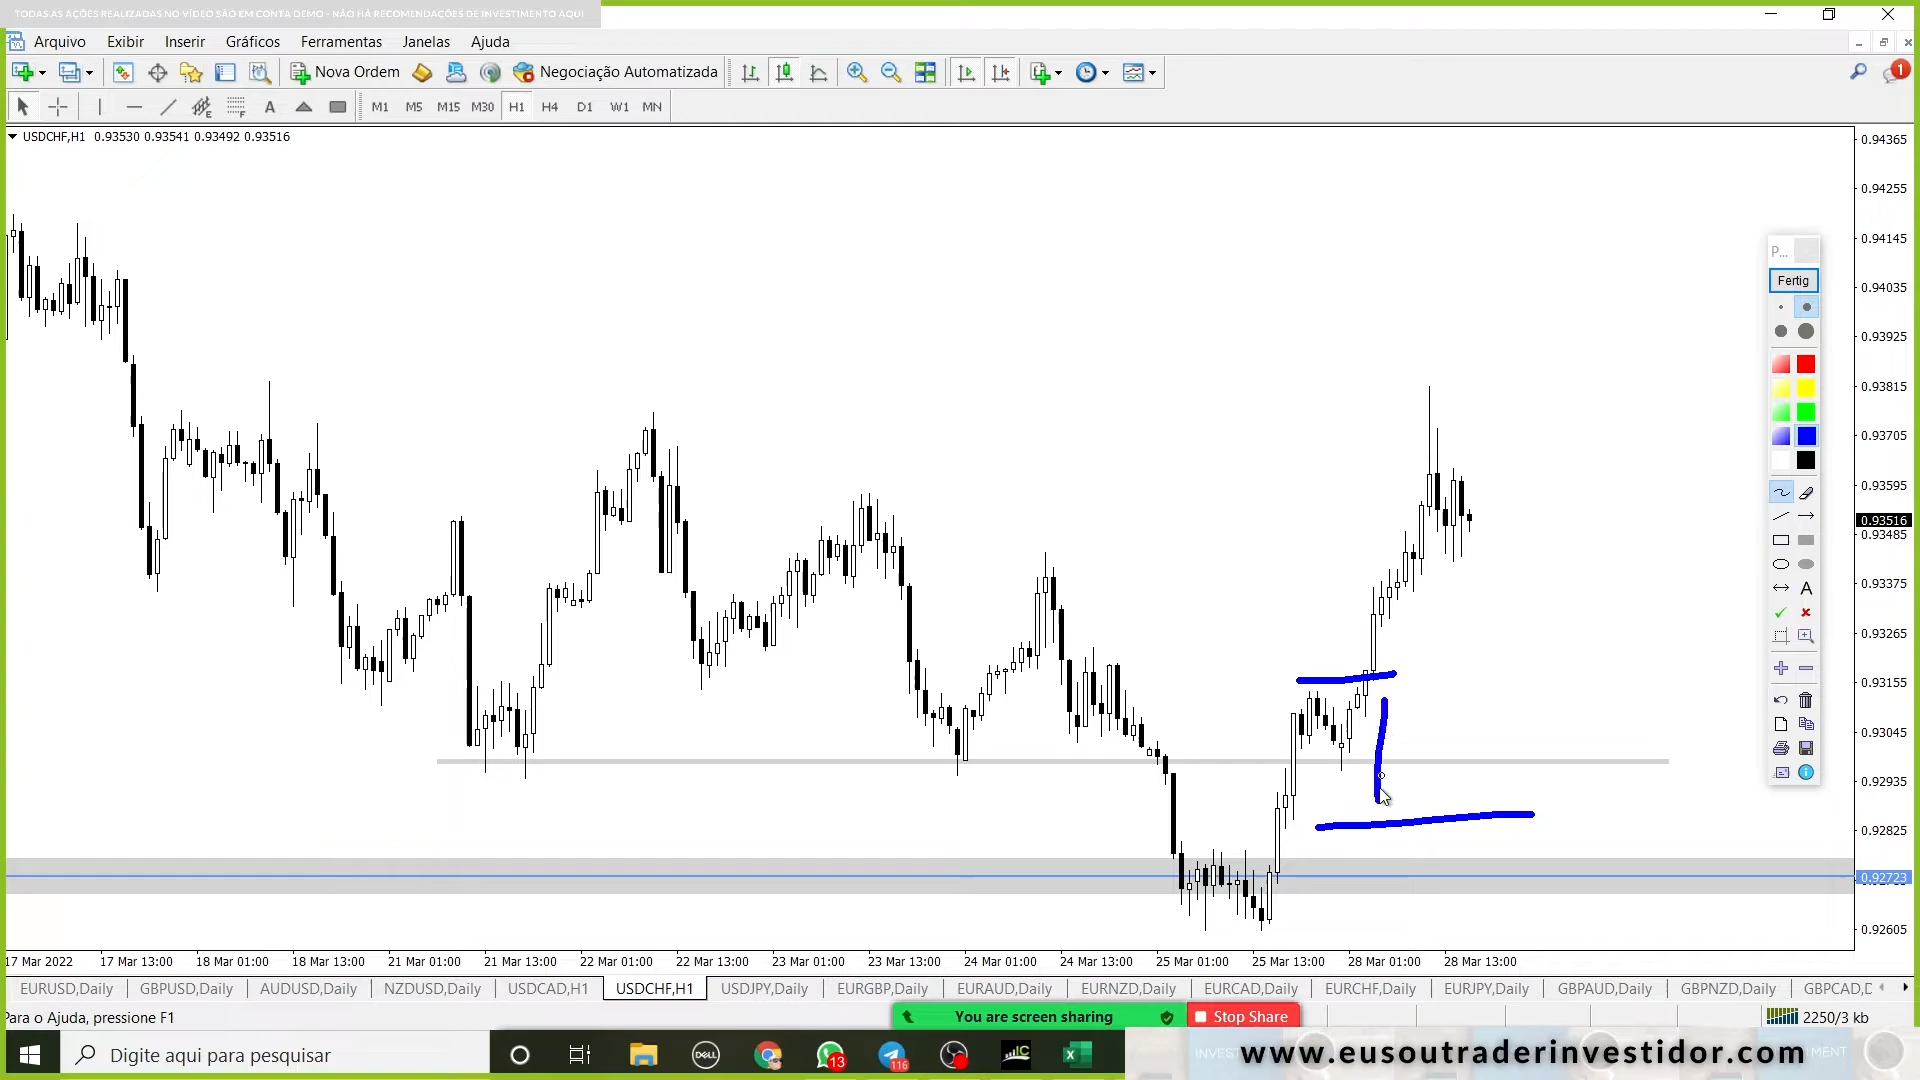 TODAS AS AÇÕES REALIZADAS NO VÍDEO SÃO EM CONTA DEMO - NÃO HÁ RECOMENDAÇÕES DE INVESTIMENTO AQUI
Arquivo Exibir Inserir Gráficos Ferramentas Janelas Ajuda
Nova Ordem Negociação Automatizada 1
A M1 M5 M15 M30 H1 H4 D1 W1 MN
USDCHF,H1 0.93530 0.93541 0.93492 0.93516
0.94365
0.94255
0.94145
0.94035
0.93925
0.93815
0.93705
0.93595
0.93516
0.93485
0.93375
0.93265
0.93155
0.93045
0.92935
0.92825
0.92723
0.92605
P...
Fertig
A
17 Mar 2022 17 Mar 13:00 18 Mar 01:00 18 Mar 13:00 21 Mar 01:00 21 Mar 13:00 22 Mar 01:00 22 Mar 13:00 23 Mar 01:00 23 Mar 13:00 24 Mar 01:00 24 Mar 13:00 25 Mar 01:00 25 Mar 13:00 28 Mar 01:00 28 Mar 13:00
EURUSD,Daily GBPUSD,Daily AUDUSD,Daily NZDUSD,Daily USDCAD,H1 USDCHF,H1 USDJPY,Daily EURGBP,Daily EURAUD,Daily EURNZD,Daily EURCAD,Daily EURCHF,Daily EURJPY,Daily GBPAUD,Daily GBPNZD,Daily GBPCAD,D
Para o Ajuda, pressione F1 You are screen sharing Stop Share 2250/3 kb
Digite aqui para pesquisar DELL 13 116 IC www.eusoutraderinvestidor.com